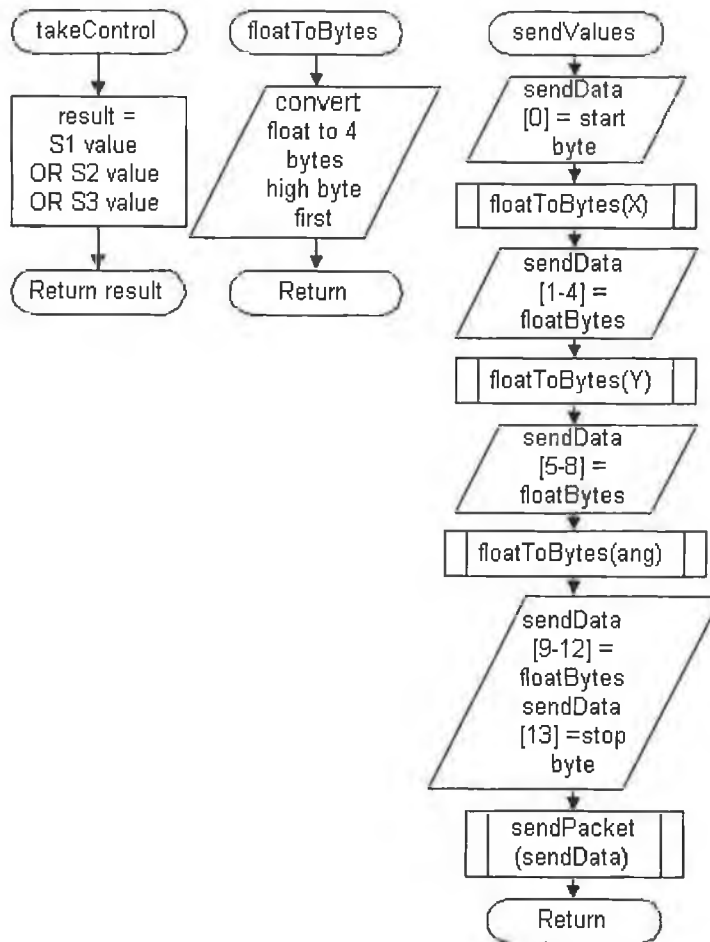 takeControl
result =
S1 value
OR S2 value
OR S3 value
Return result
floatToBytes
convert
float to 4
bytes
high byte
first
Return
sendValues
sendData
[0] = start
byte
floatToBytes(X)
sendData
[1-4] =
floatBytes
floatToBytes(Y)
sendData
[5-8] =
floatBytes
floatToBytes(ang)
sendData
[9-12] =
floatBytes
sendData
[13] =stop
byte
sendPacket
(sendData)
Return